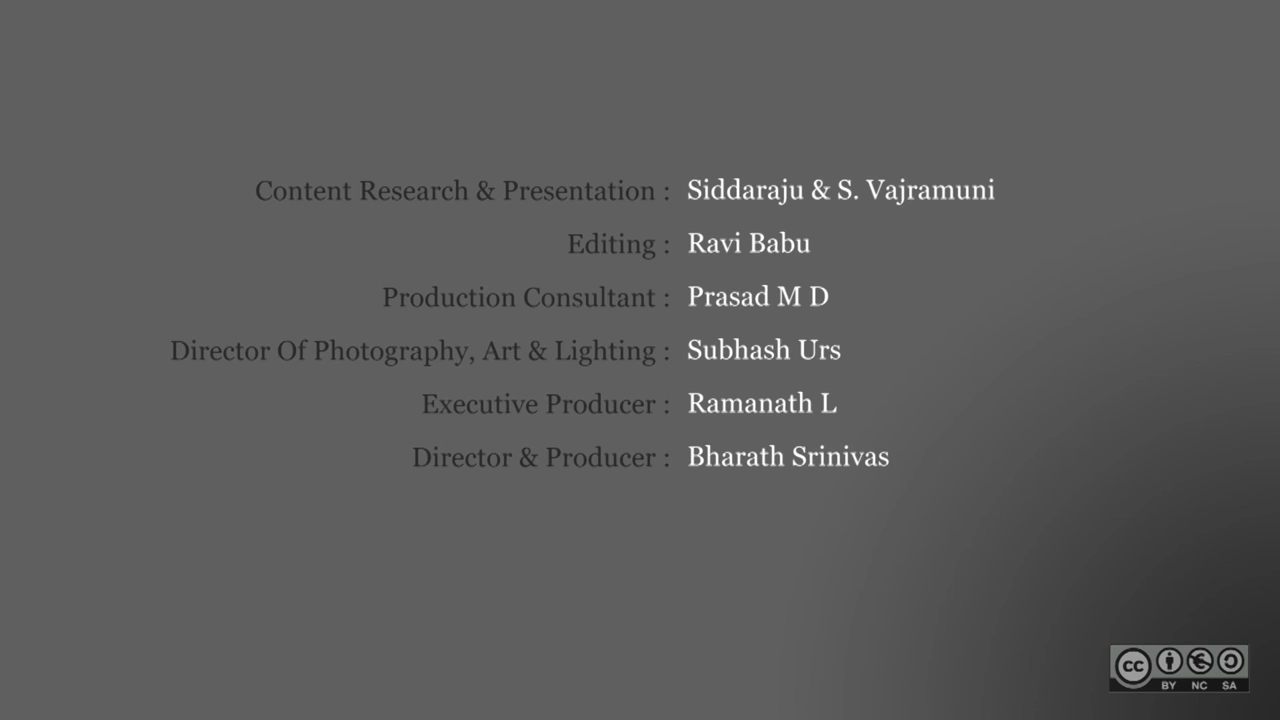 Content Research & Presentation : Siddaraju & S. Vajramuni
Editing : Ravi Babu
Production Consultant : Prasad M D
Director Of Photography, Art & Lighting : Subhash Urs
Executive Producer : Ramanath L
Director & Producer : Bharath Srinivas
cc
BY NC SA